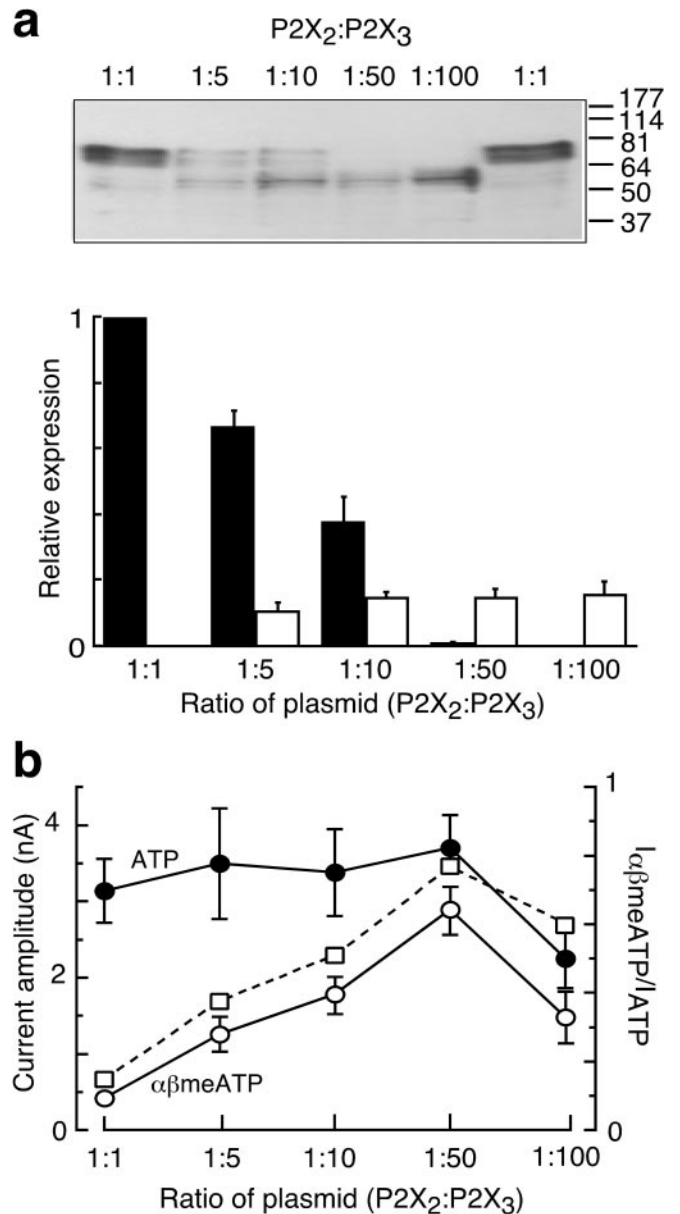 a
P2X2:P2X3
1:1 1:5 1:10 1:50 1:100 1:1
177
114
81
64
50
37
1
Relative expression
0
1:1 1:5 1:10 1:50 1:100
Ratio of plasmid (P2X2:P2X3)
b
4
2
0
Current amplitude (nA)
ATP
αβmeATP
1
0
IαβmeATP/IATP
1:1 1:5 1:10 1:50 1:100
Ratio of plasmid (P2X2:P2X3)